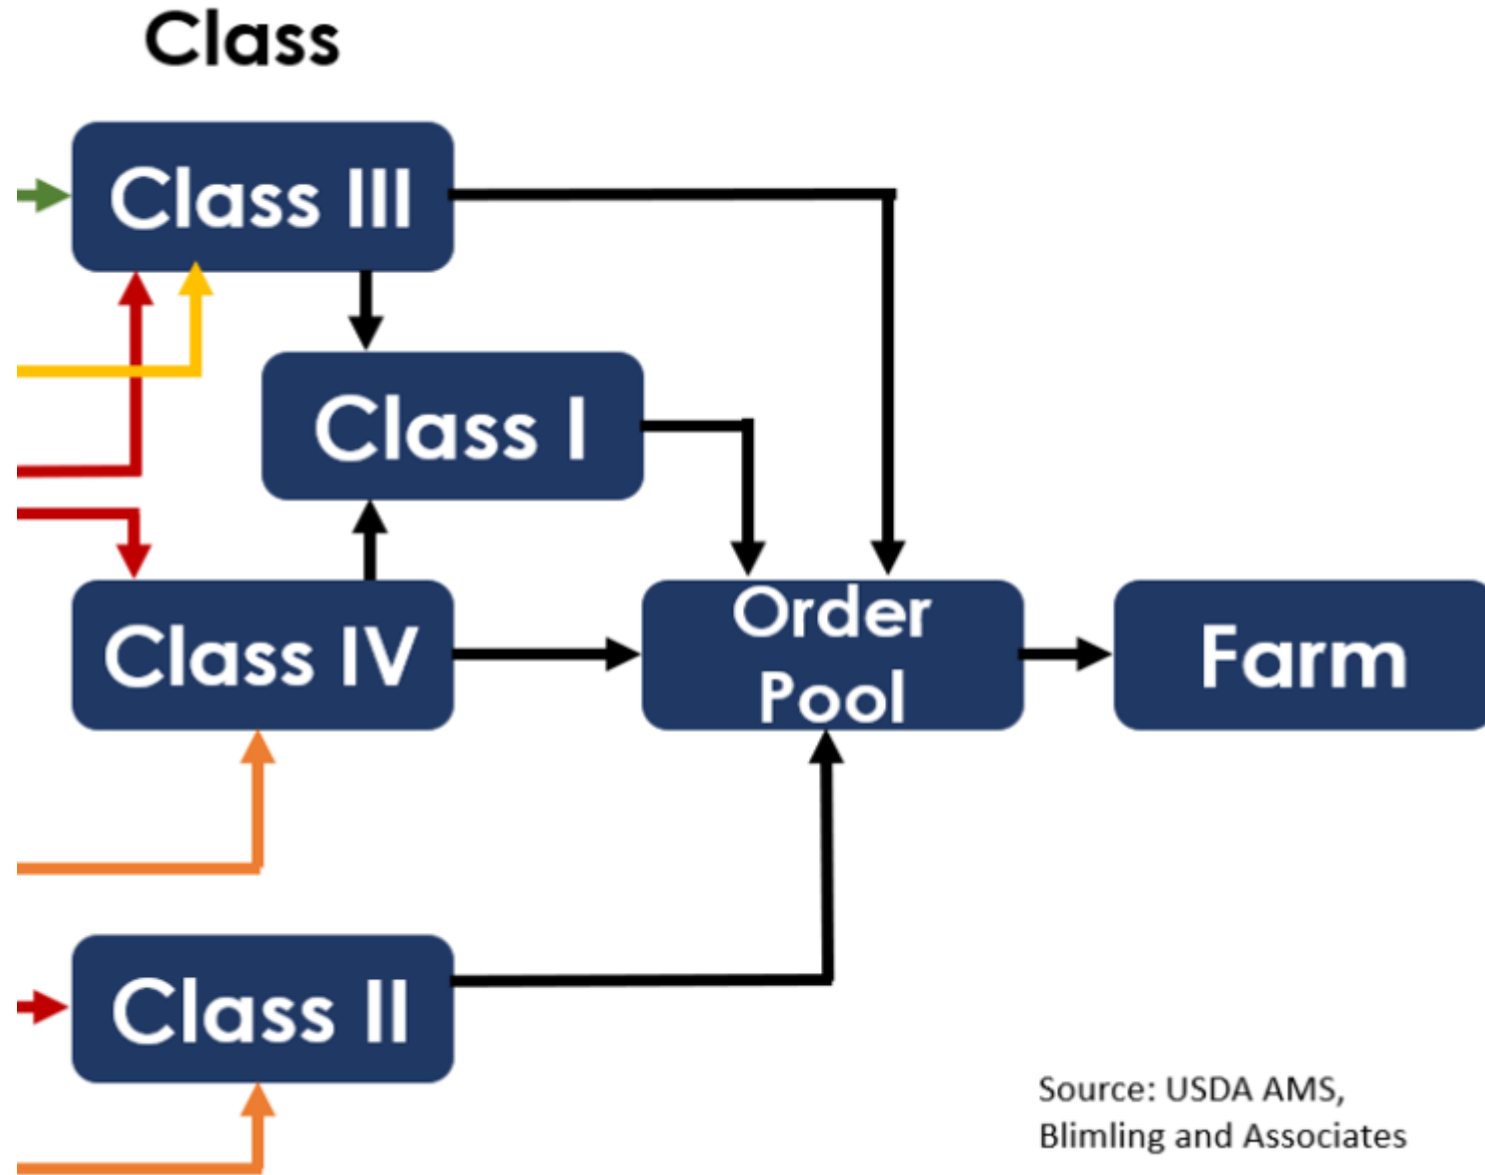 Class
Class III
Class I
Class IV
Order
Pool
Farm
Class II
Source: USDA AMS,
Blimling and Associates